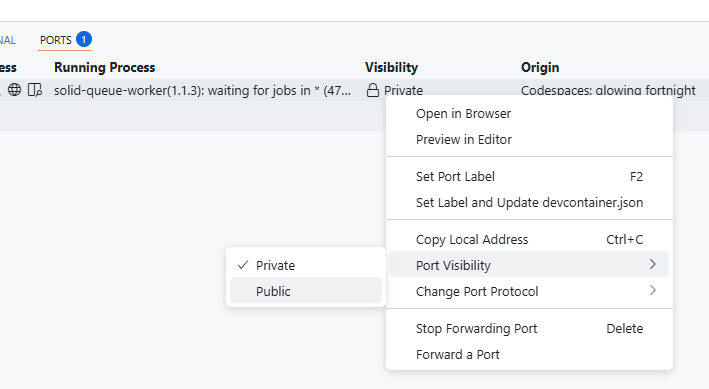 NAL PORTS 1
ess Running Process Visibility Origin
solid-queue-worker(1.1.3): waiting for jobs in * (47... Private Codespaces: glowing fortnight
Open in Browser
Preview in Editor
Set Port Label F2
Set Label and Update devcontainer.json
Copy Local Address Ctrl+C
Port Visibility
Private
Public
Change Port Protocol
Stop Forwarding Port Delete
Forward a Port